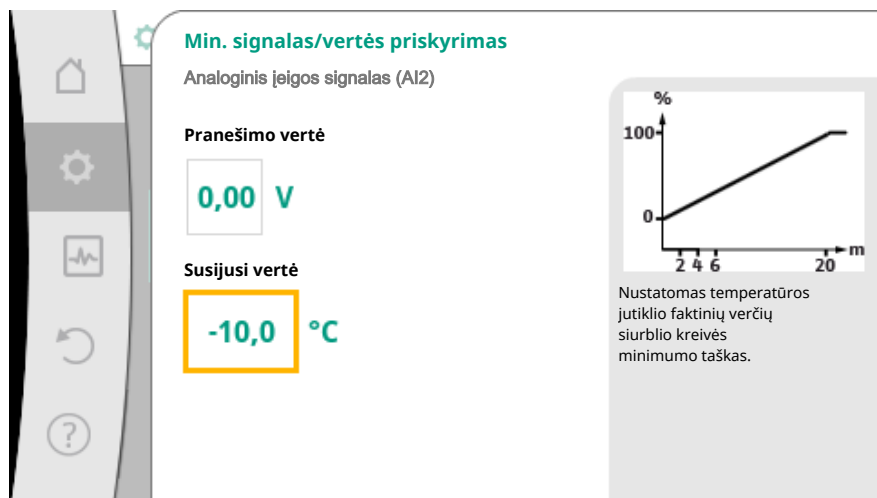 Min. signalas/vertės priskyrimas
Analoginis įeigos signalas (AI2)
Pranešimo vertė
0,00 V
Susijusi vertė
-10,0 °C
%
100
0
2 4 6 20 m
Nustatomas temperatūros
jutiklio faktinių verčių
siurblio kreivės
minimumo taškas.
?